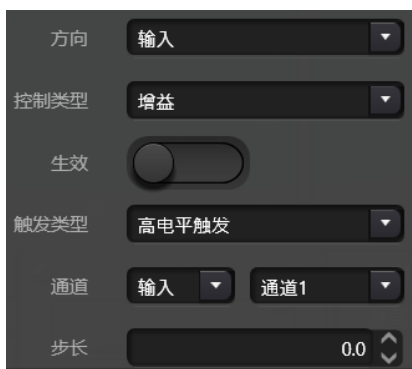 方向 输入
控制类型 增益
生效
触发类型 高电平触发
通道 输入 通道1
步长 0.0